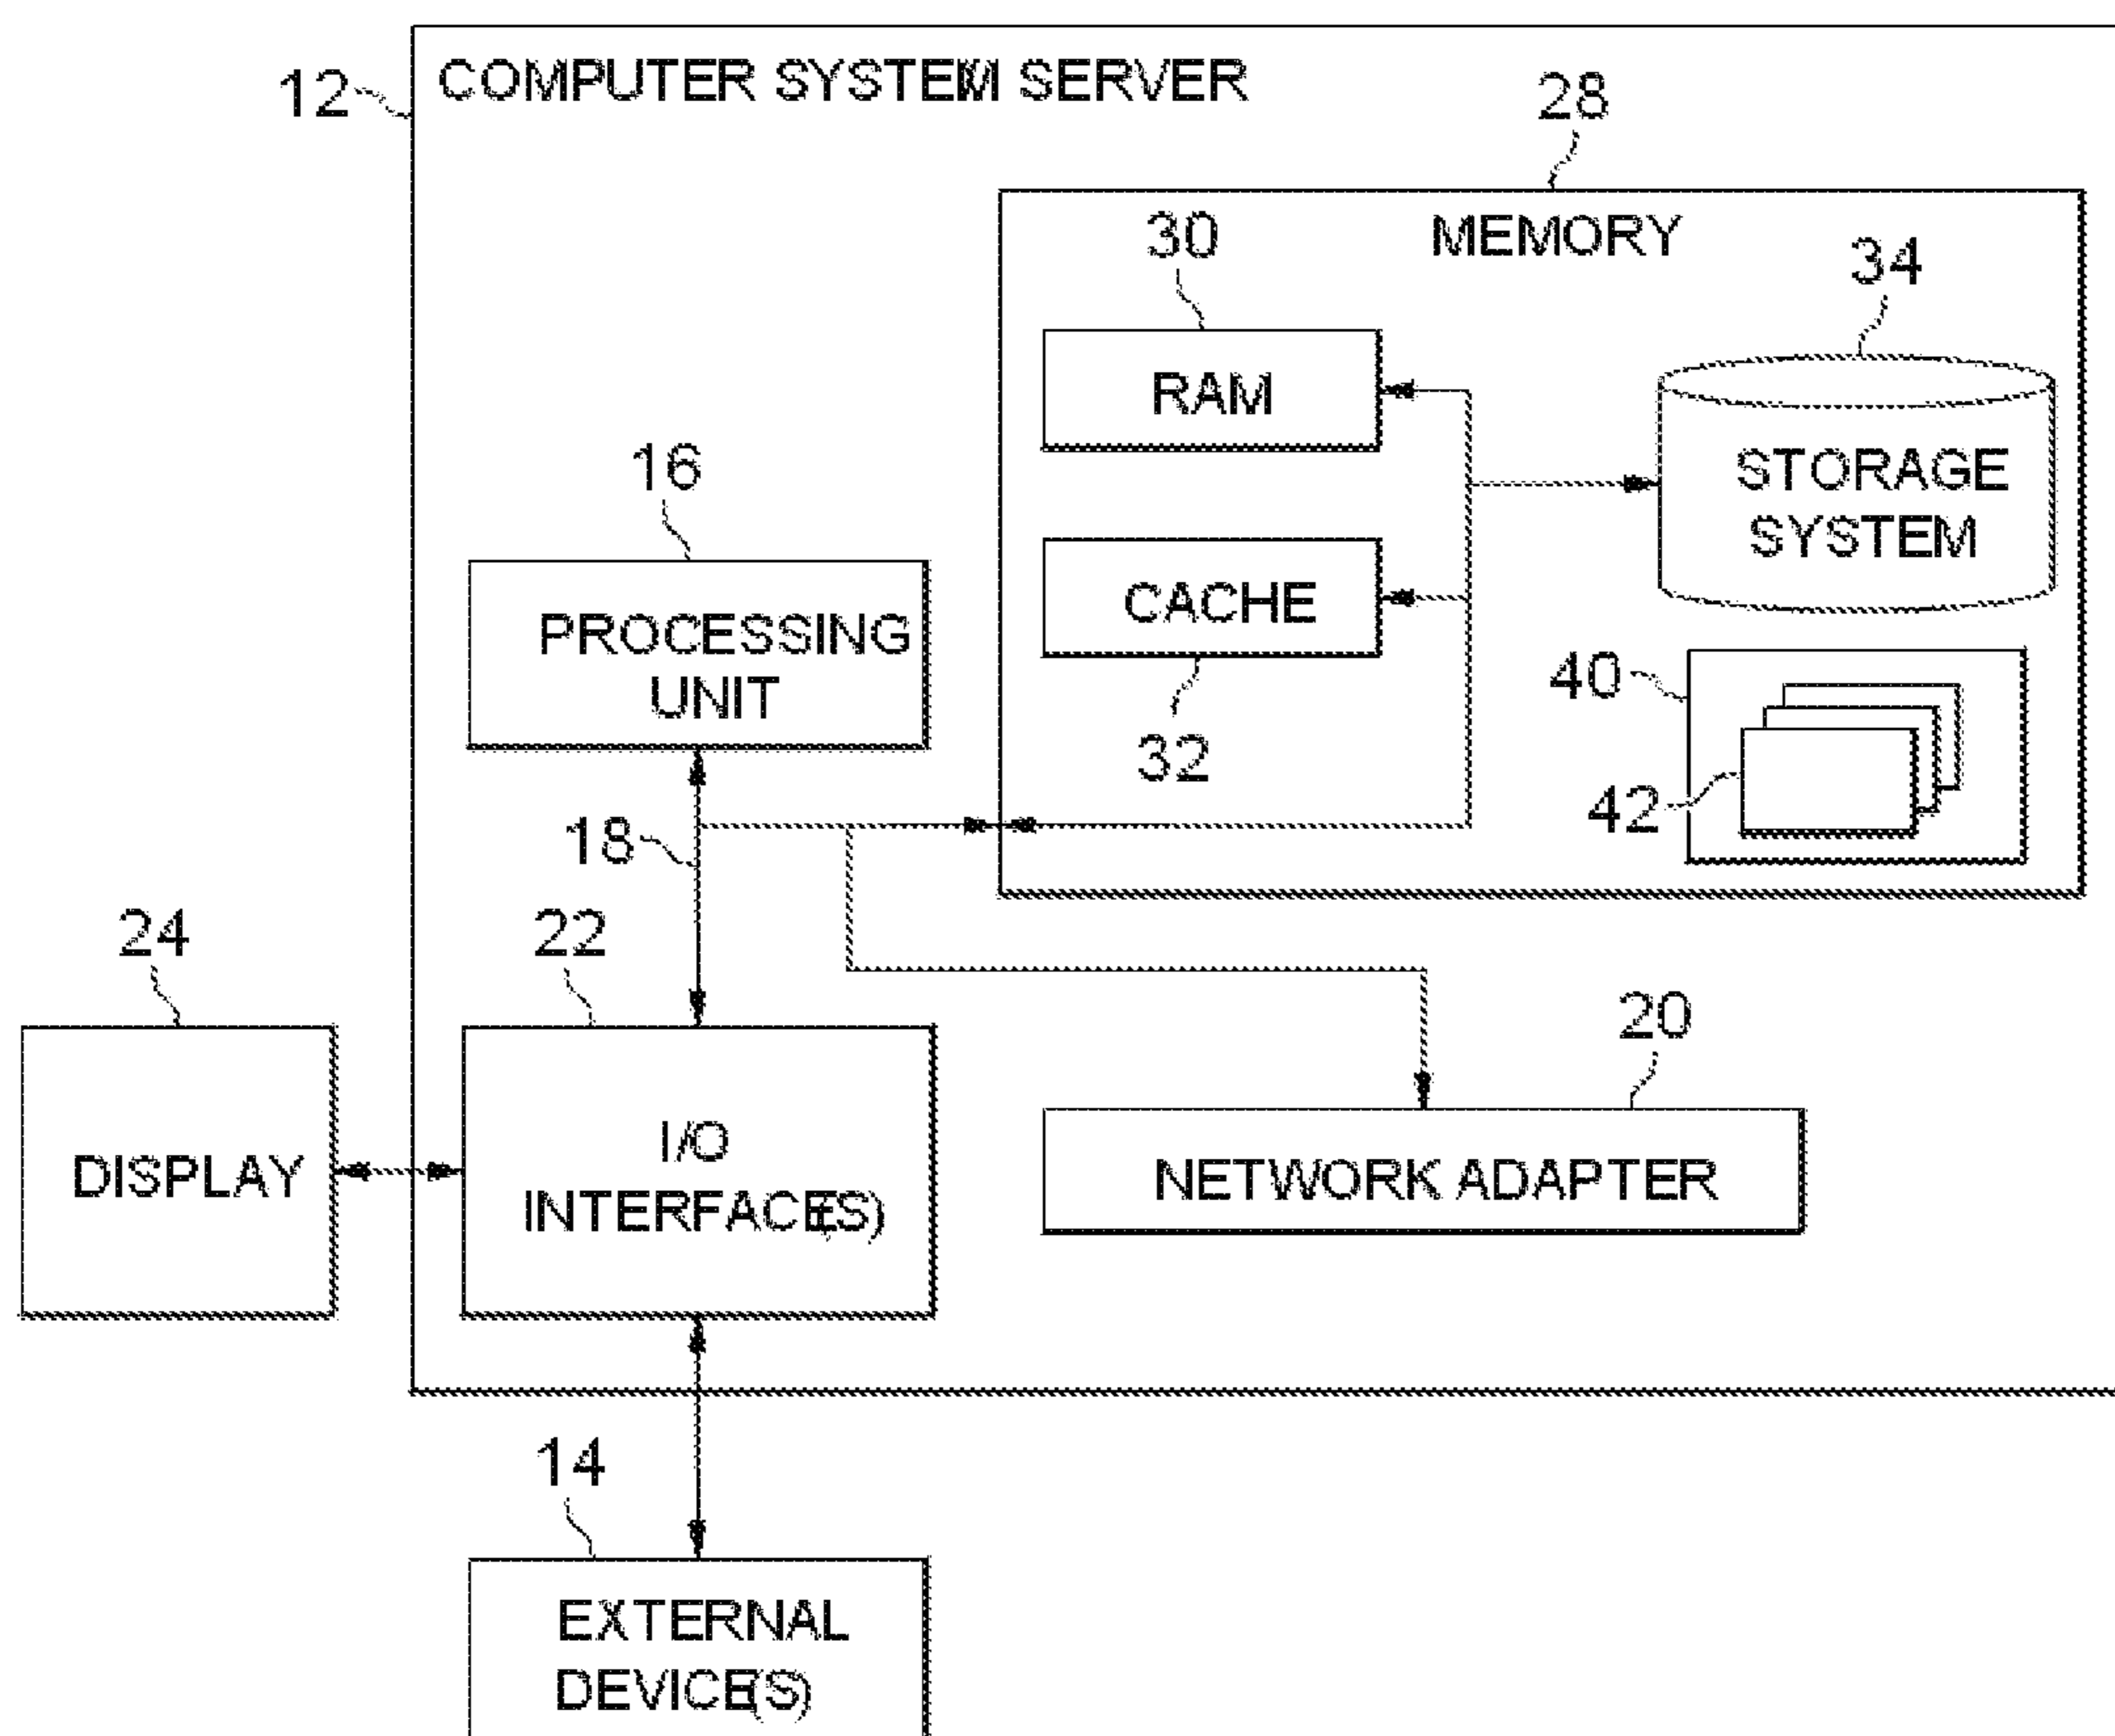 12
COMPUTER SYSTEM SERVER
28
MEMORY
30
34
RAM
STORAGE
SYSTEM
16
PROCESSING
UNIT
CACHE
32
40
42
18
24
22
20
DISPLAY
I/O
INTERFACE(S)
NETWORK ADAPTER
14
EXTERNAL
DEVICE(S)